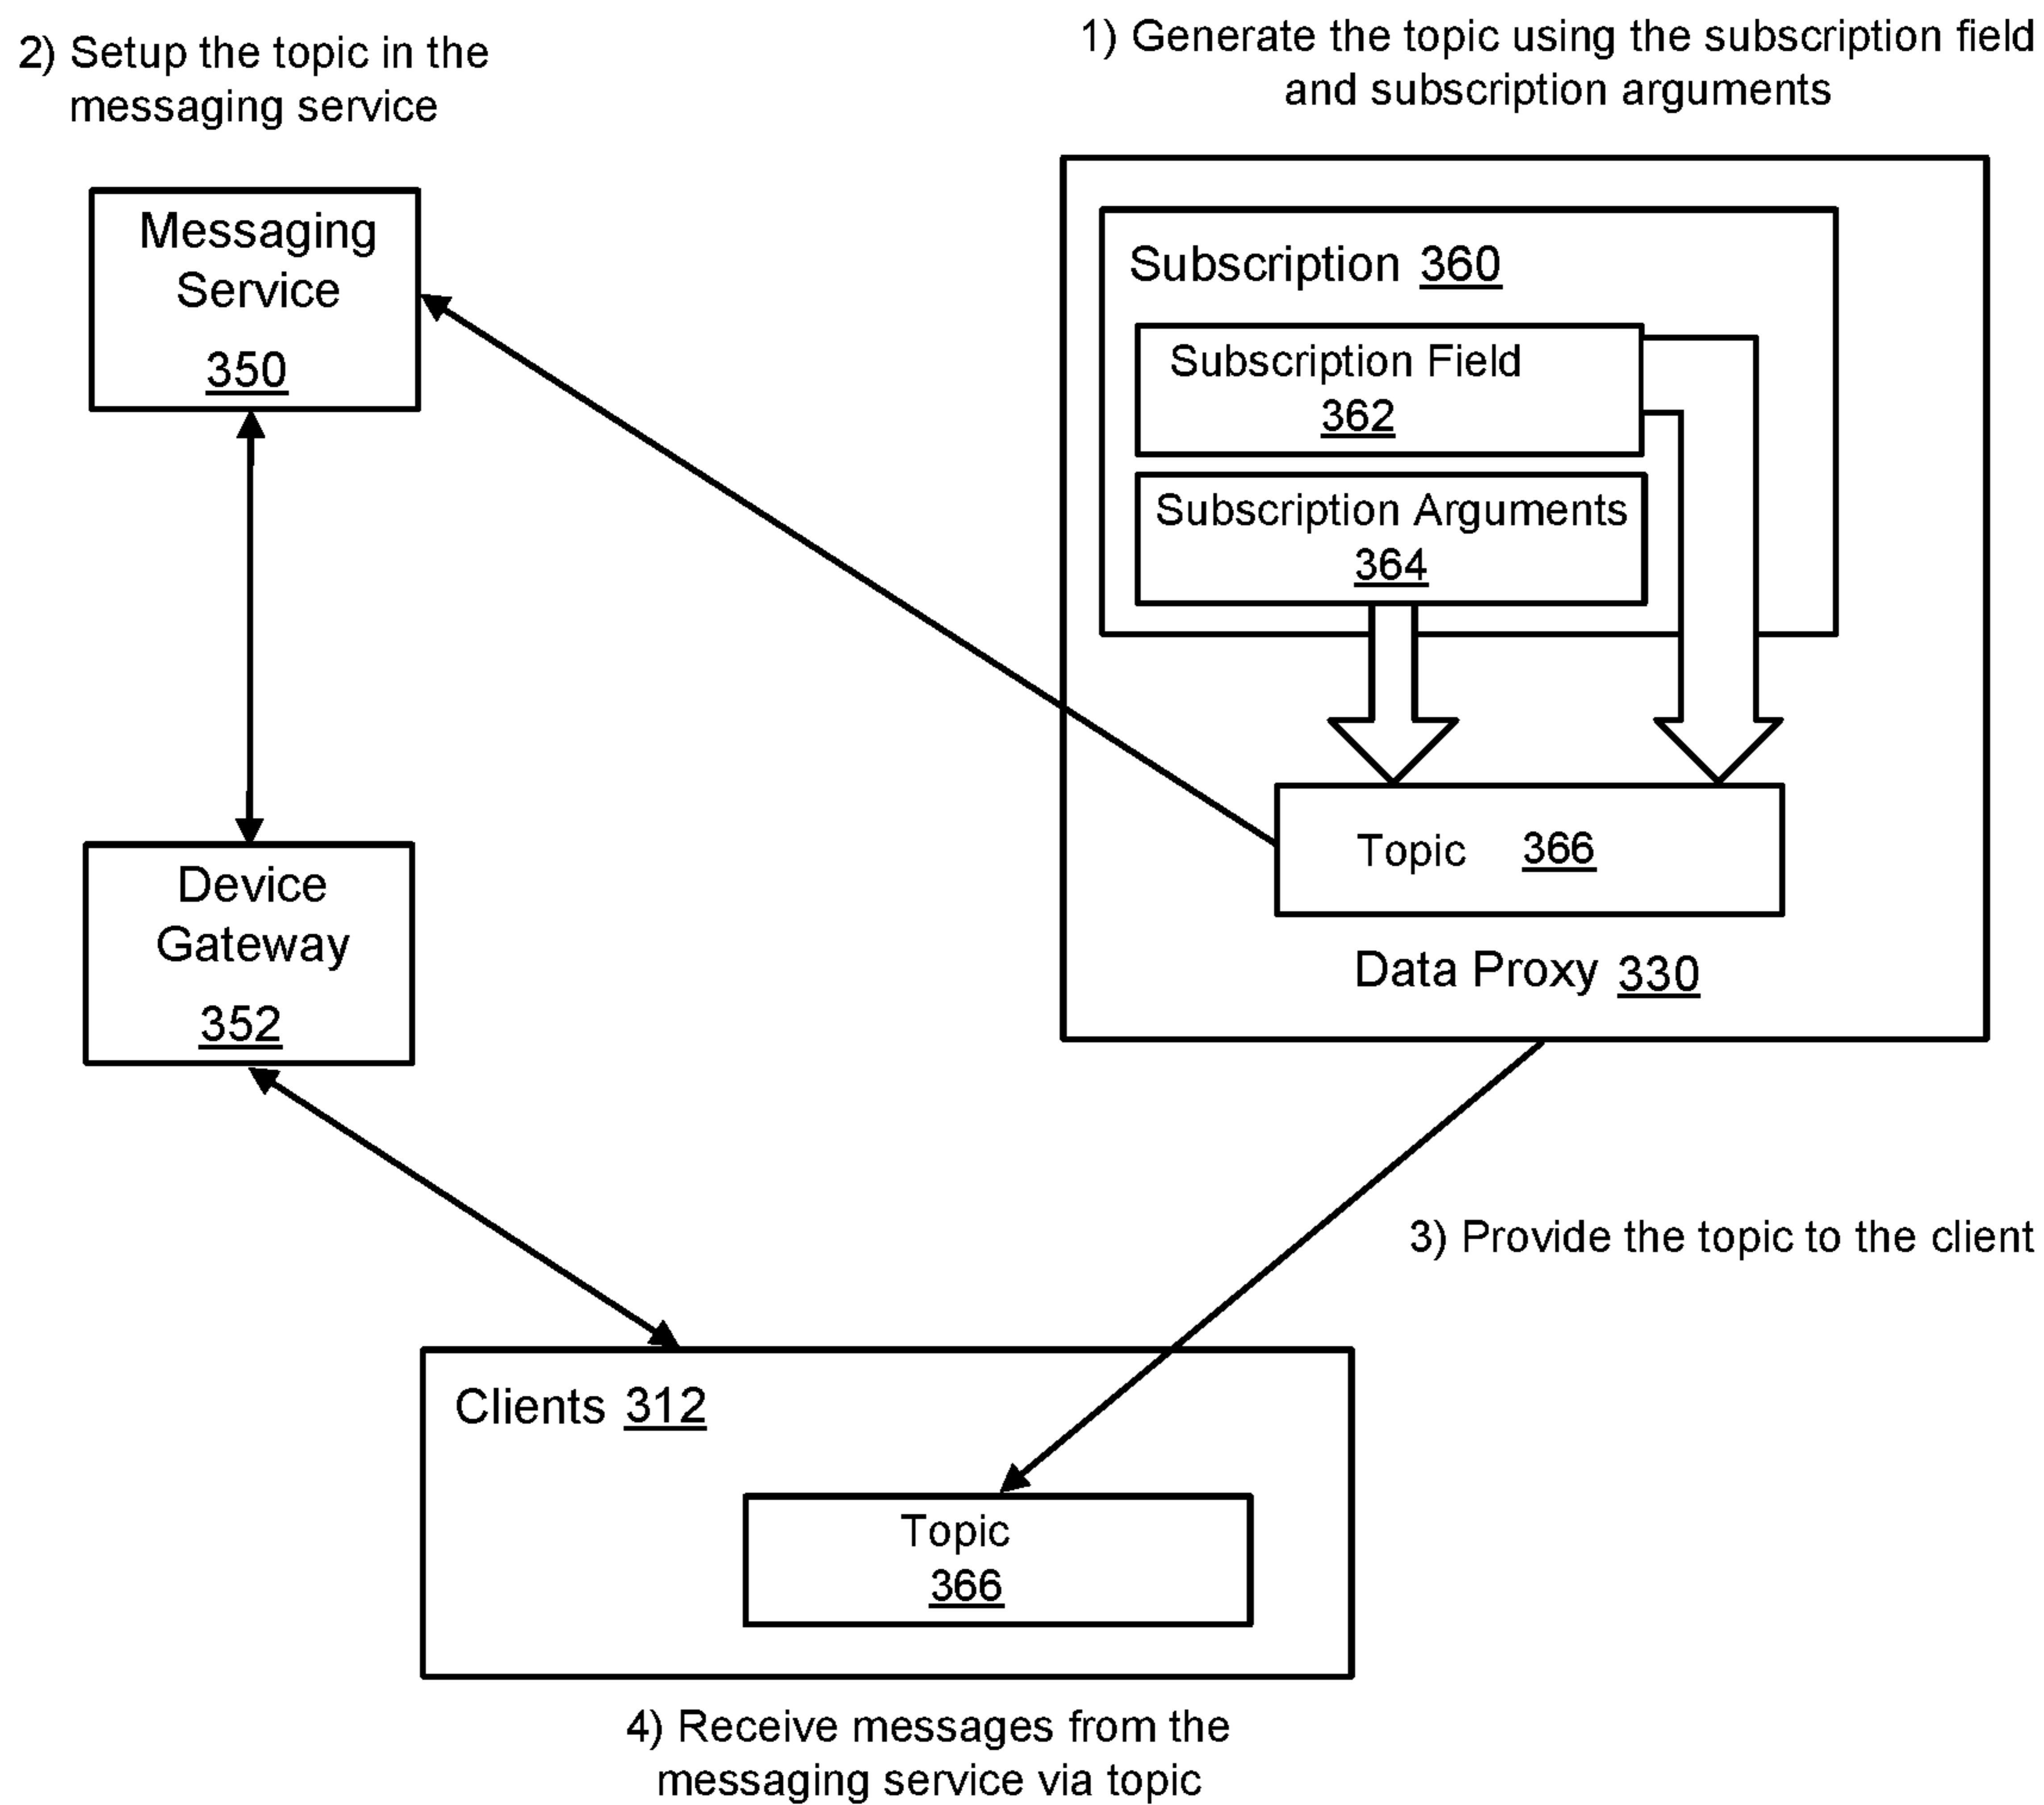 2) Setup the topic in the
messaging service
1) Generate the topic using the subscription field
and subscription arguments
Messaging
Service
350
Subscription 360
Subscription Field
362
Subscription Arguments
364
Topic 366
Data Proxy 330
Device
Gateway
352
3) Provide the topic to the client
Clients 312
Topic
366
4) Receive messages from the
messaging service via topic